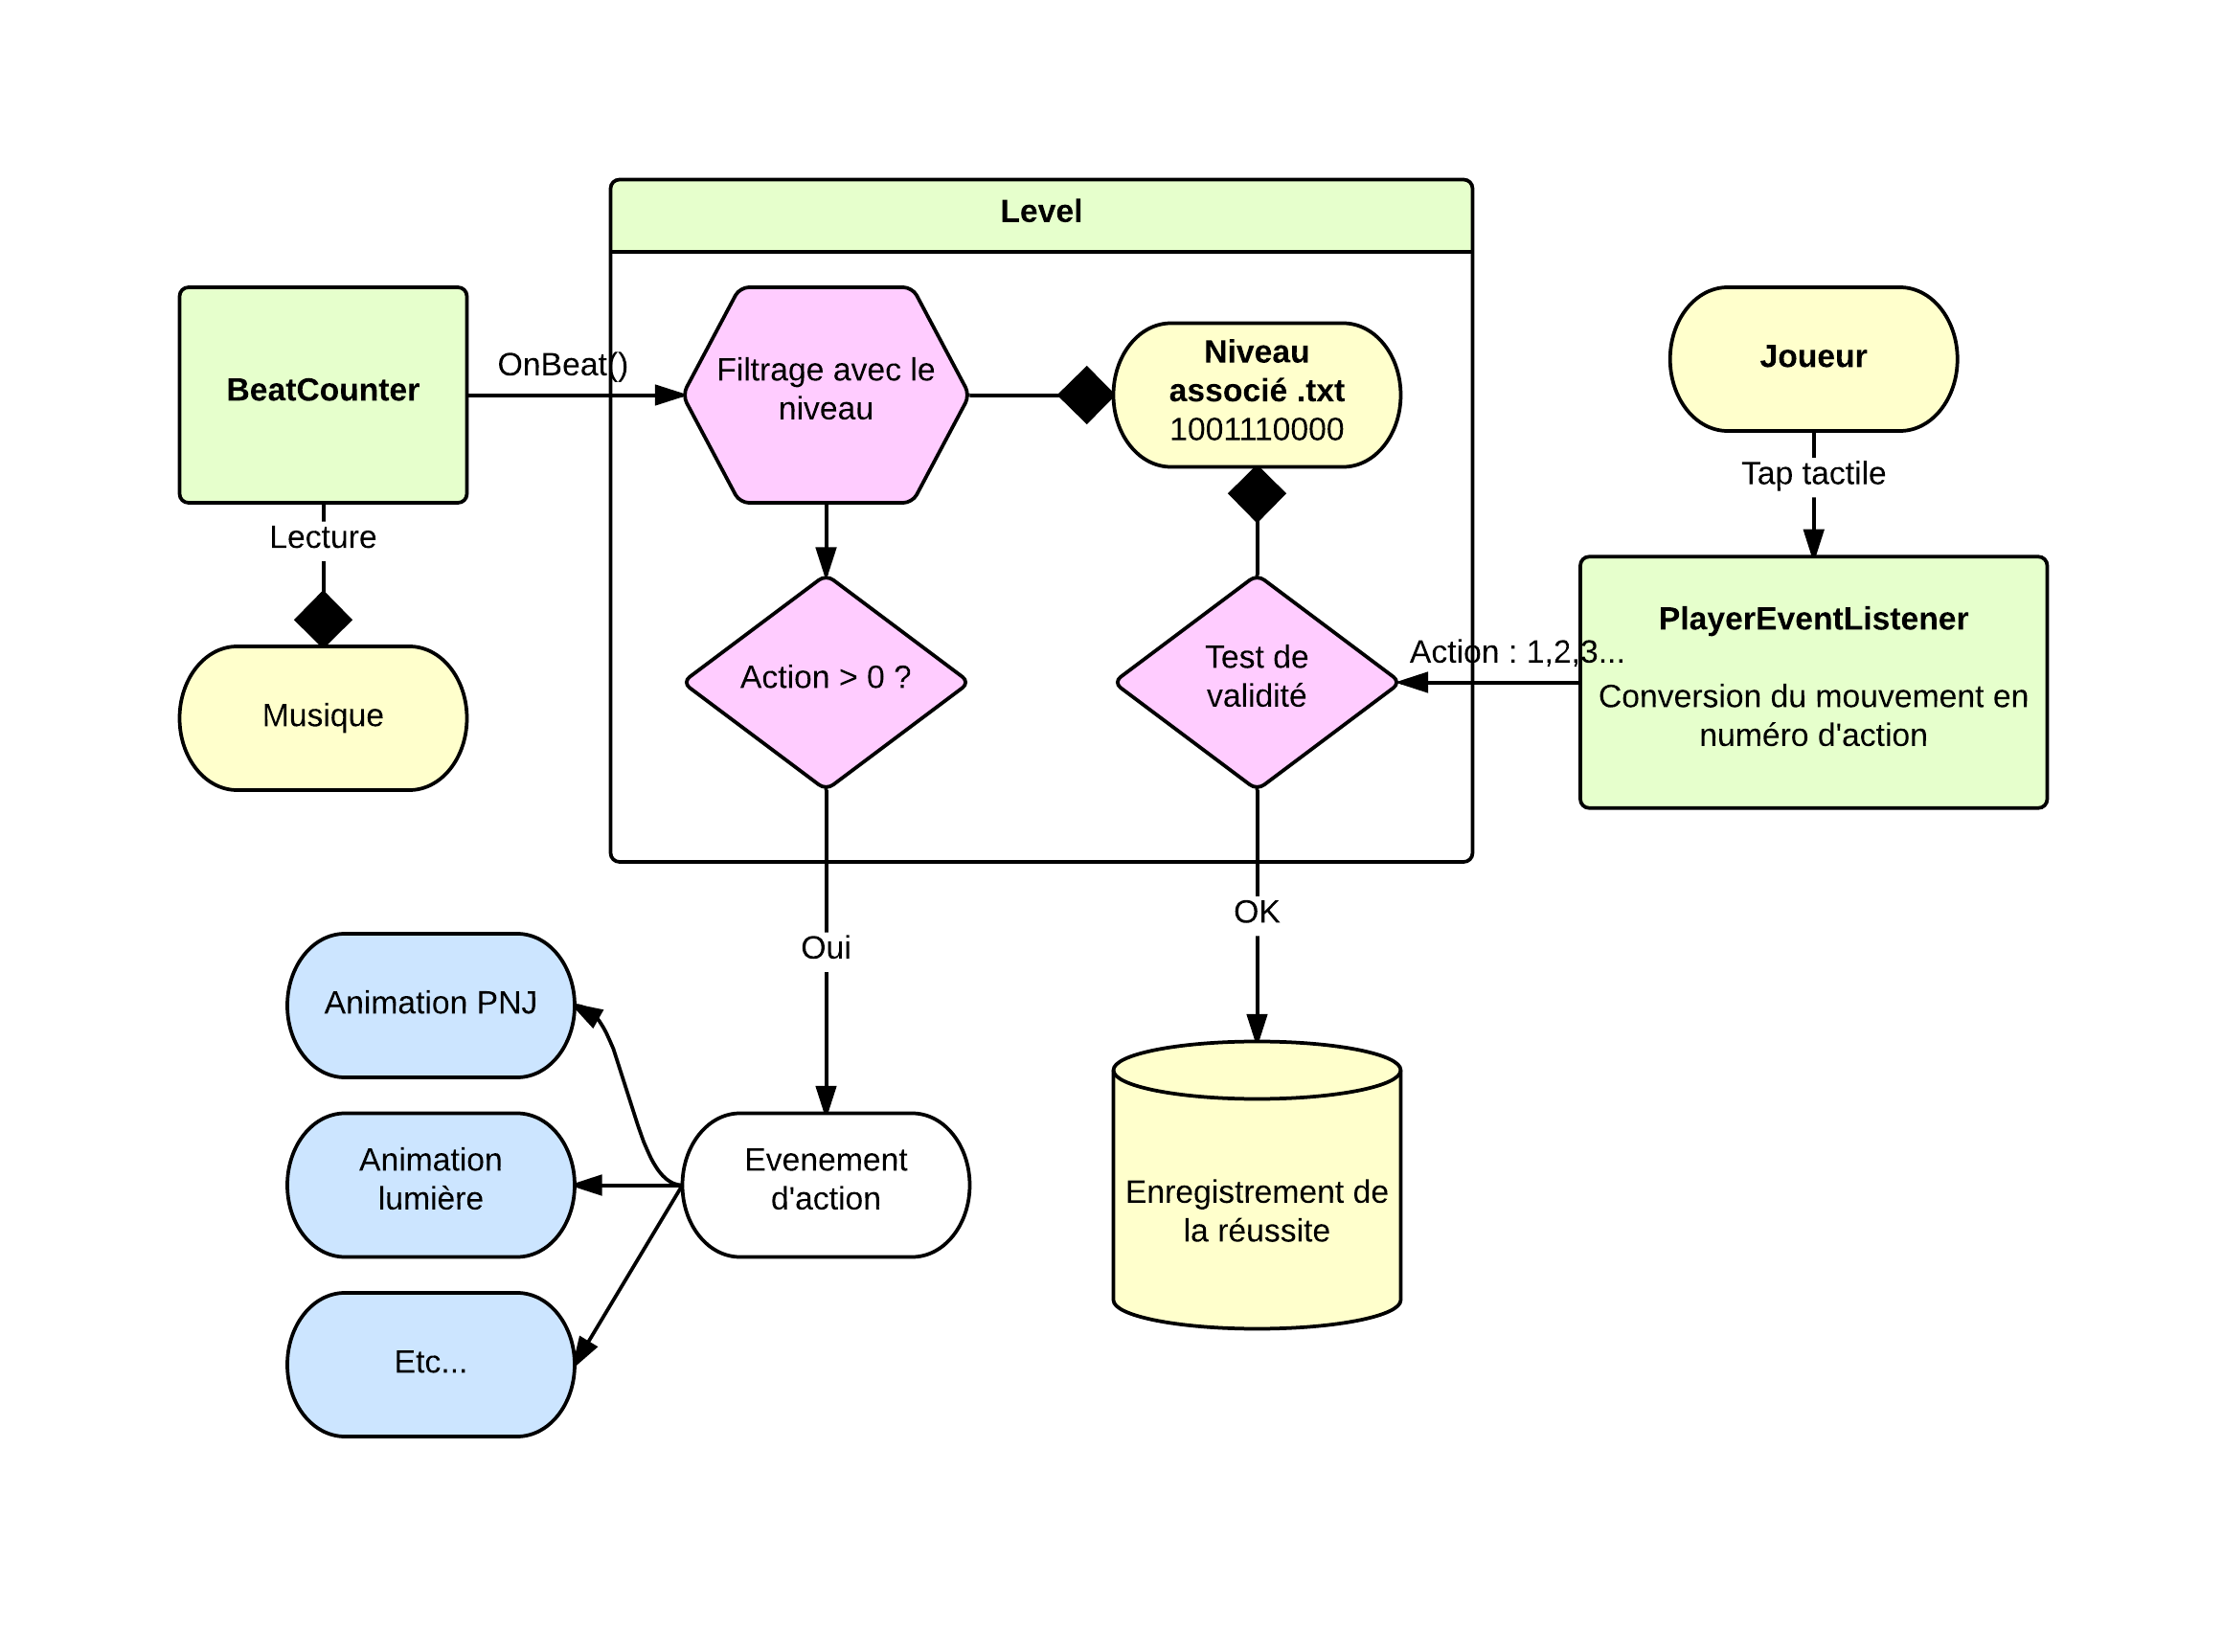 Level
BeatCounter
OnBeat()
Filtrage avec le
niveau
Niveau
associé .txt
1001110000
Joueur
Tap tactile
Lecture
Musique
Action > 0 ?
Test de
validité
Action : 1,2,3...
PlayerEventListener
Conversion du mouvement en
numéro d'action
OK
Oui
Animation PNJ
Animation
lumière
Etc...
Evenement
d'action
Enregistrement de
la réussite